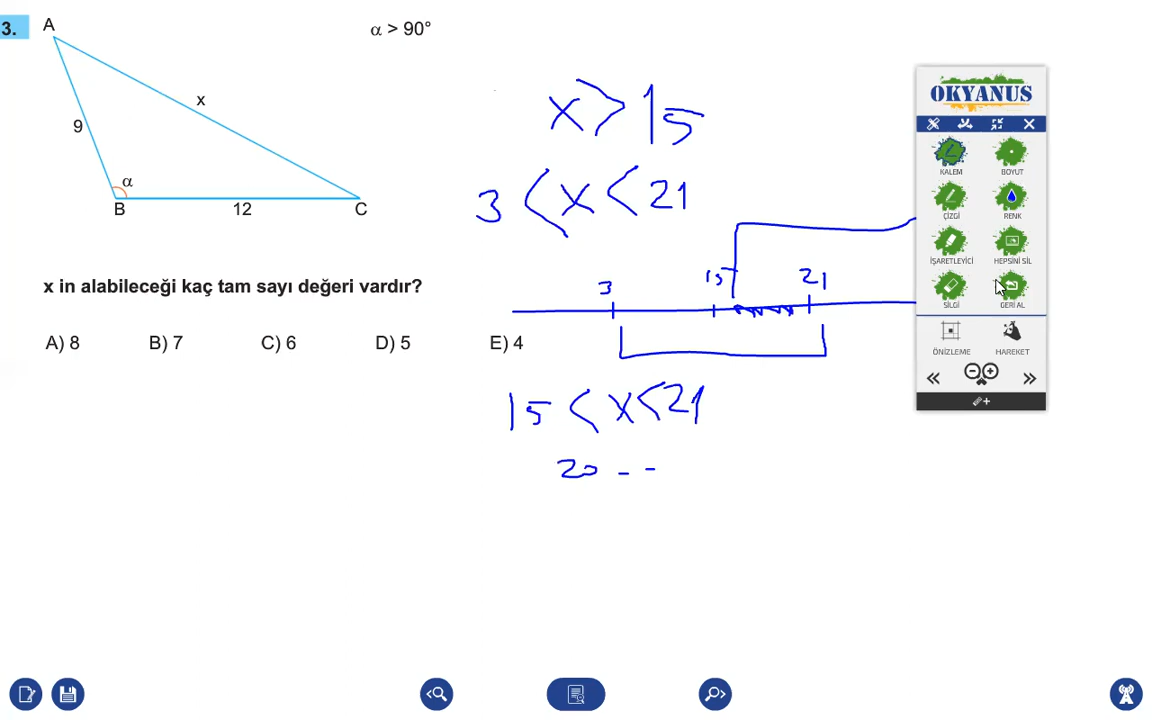 3.
A
α > 90°
x
9
α
B
12
C
x in alabileceği kaç tam sayı değeri vardır?
A) 8
B) 7
C) 6
D) 5
E) 4
x > 15
3 < x < 21
3
15
21
15 < x < 21
20 - -
OKYANUS
KALEM
BOYUT
ÇİZGİ
RENK
İŞARETLEYİCİ
HEPSİNİ SİL
SİLGİ
GERİ AL
ÖNİZLEME
HAREKET